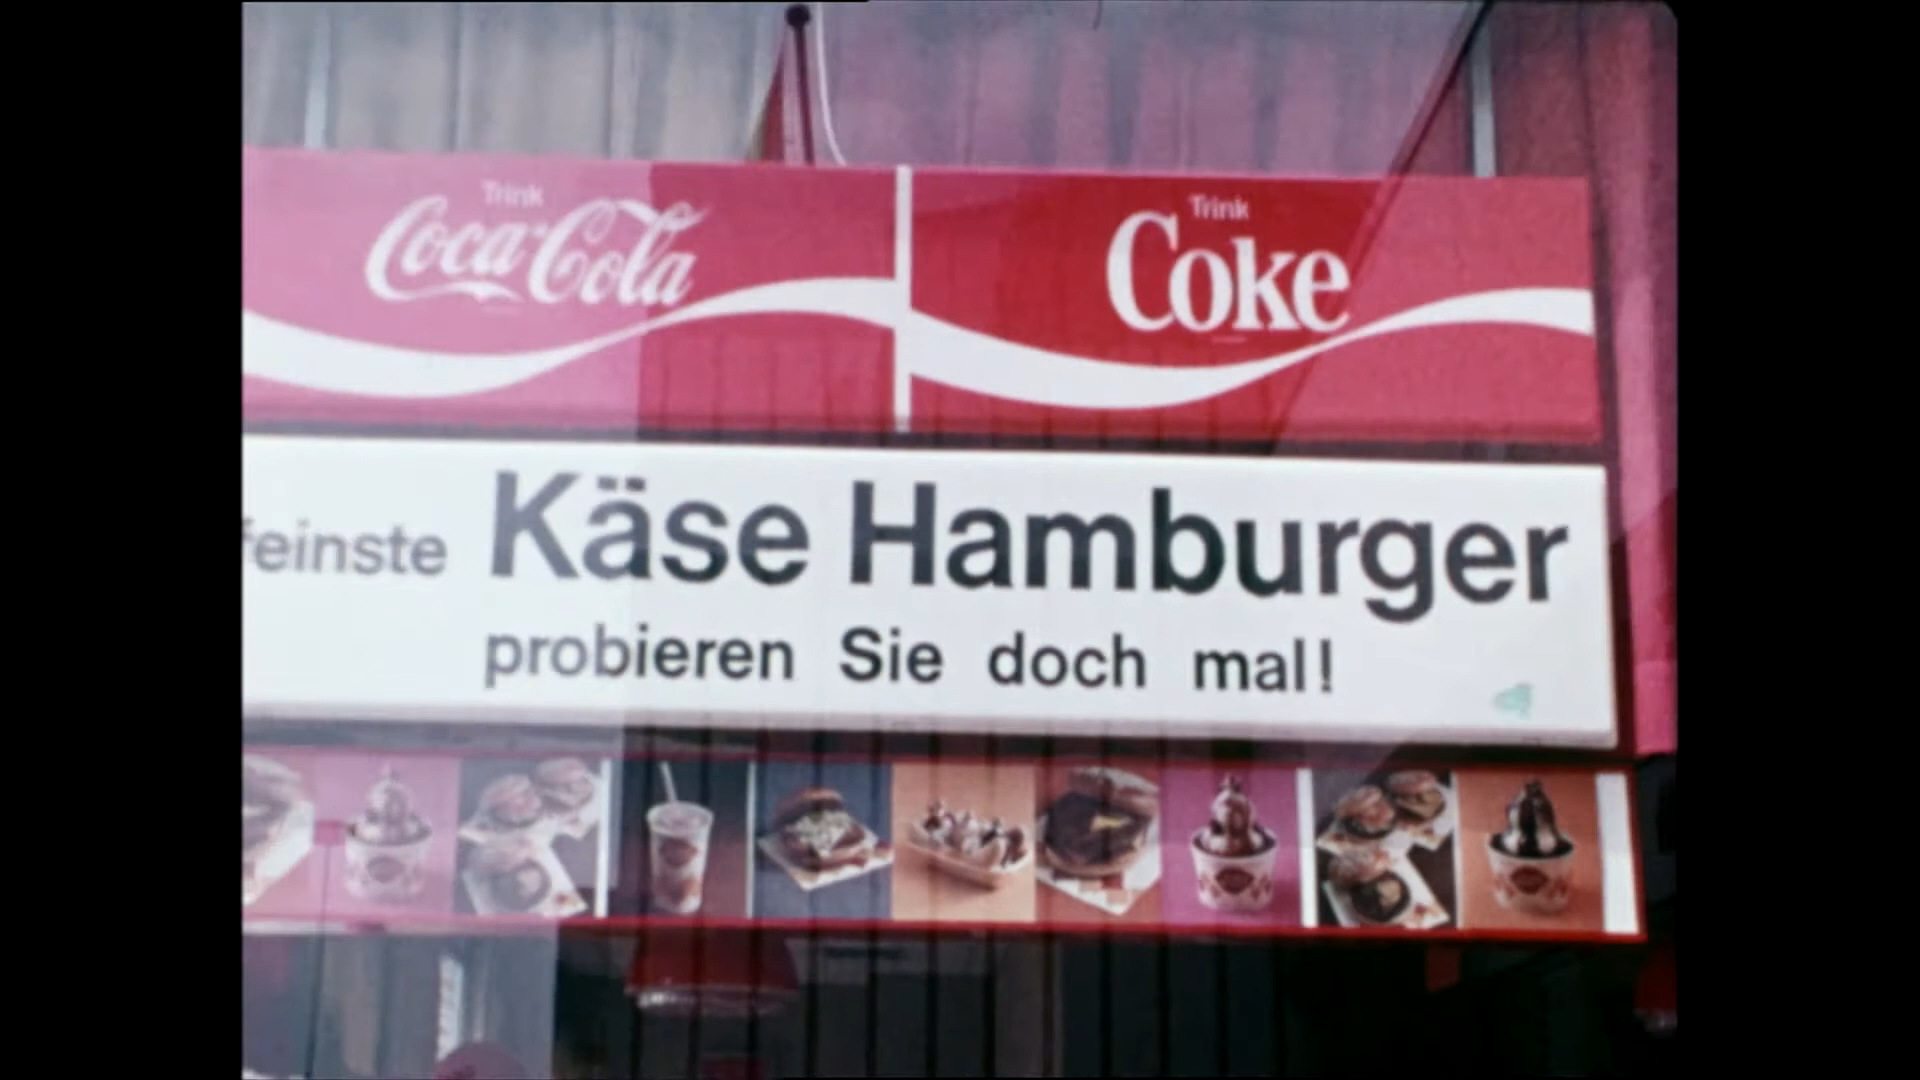 Trink
Coca-Cola
Trink
Coke
feinste Käse Hamburger
probieren Sie doch mal!